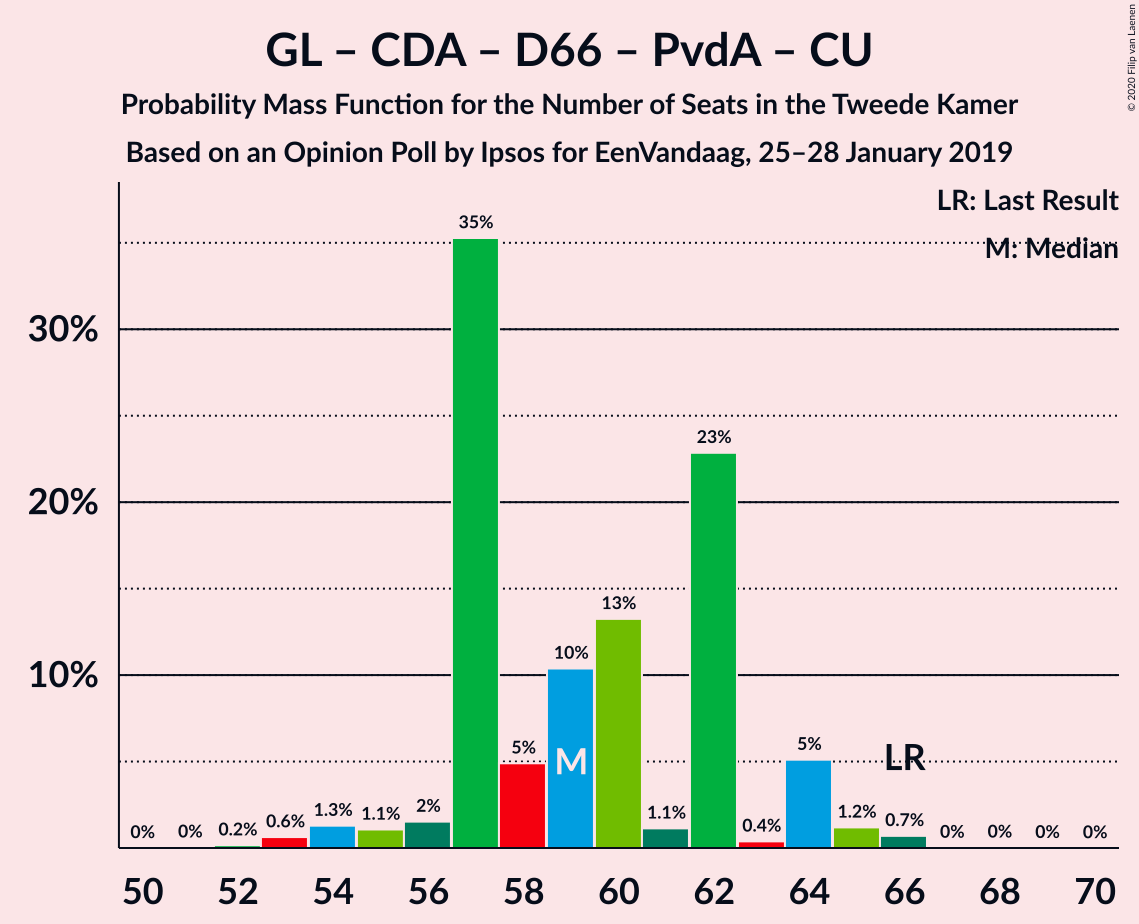 GL – CDA – D66 – PvdA – CU
Probability Mass Function for the Number of Seats in the Tweede Kamer
Based on an Opinion Poll by Ipsos for EenVandaag, 25–28 January 2019
© 2020 Filip van Laenen
LR: Last Result
M: Median
30%
20%
10%
0% 0% 0.2% 0.6% 1.3% 1.1% 2% 35% 5% 10% 13% 1.1% 23% 0.4% 5% 1.2% 0.7% 0% 0% 0% 0%
M
LR
50 52 54 56 58 60 62 64 66 68 70